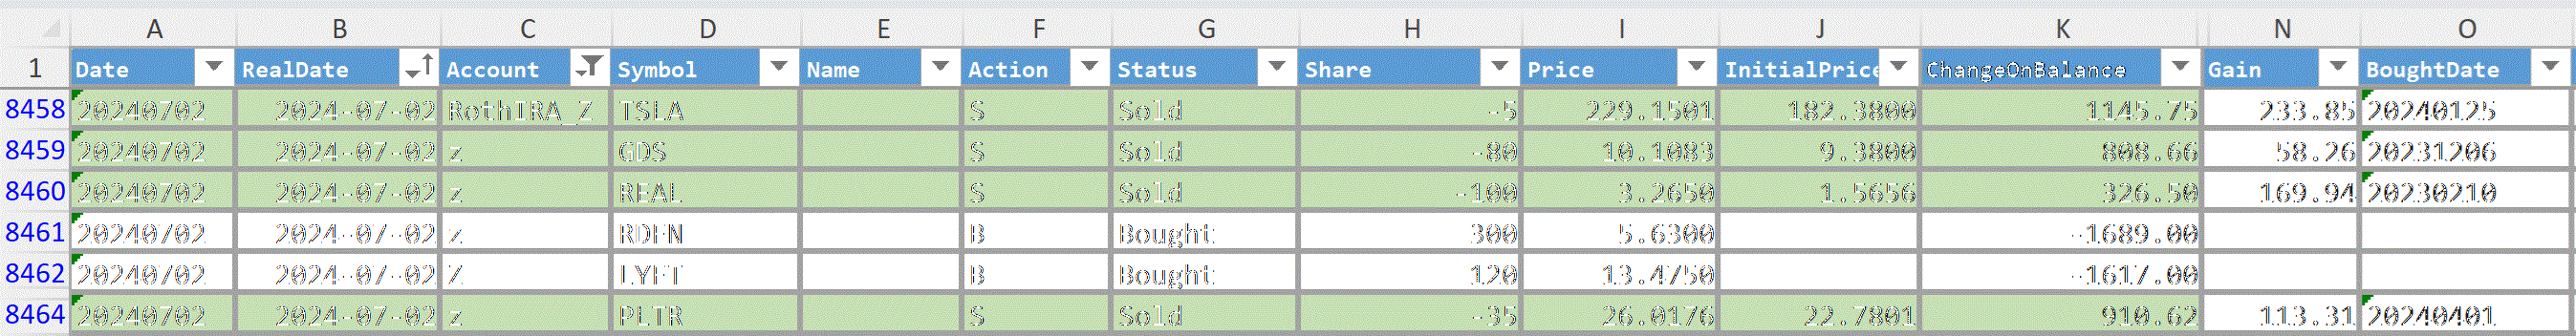 A B C D E F G H I J K N O
1 Date RealDate Account Symbol Name Action Status Share Price InitialPrice ChangeOnBalance Gain BoughtDate
8458 20240702 2024-07-02 RothIRA_Z TSLA S Sold -5 229.1501 182.3800 1145.75 233.85 20240125
8459 20240702 2024-07-02 z GDS S Sold -80 10.1083 9.3800 808.66 58.26 20231206
8460 20240702 2024-07-02 z REAL S Sold -100 3.2650 1.5656 326.50 169.94 20230210
8461 20240702 2024-07-02 z RDFN B Bought 300 5.6300 -1689.00
8462 20240702 2024-07-02 Z LYFT B Bought 120 13.4750 -1617.00
8464 20240702 2024-07-02 z PLTR S Sold -35 26.0176 22.7801 910.62 113.31 20240401